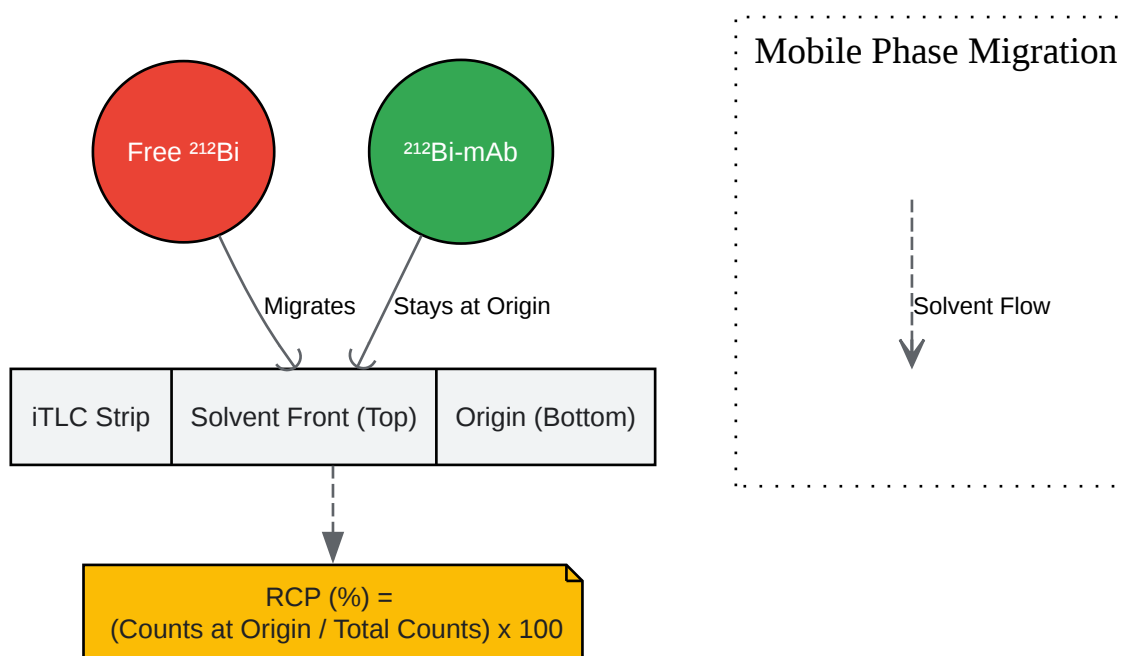 Mobile Phase Migration
Free ²¹²Bi
²¹²Bi-mAb
Migrates
Stays at Origin
Solvent Flow
iTLC Strip
Solvent Front (Top)
Origin (Bottom)
RCP (%) =
(Counts at Origin / Total Counts) x 100